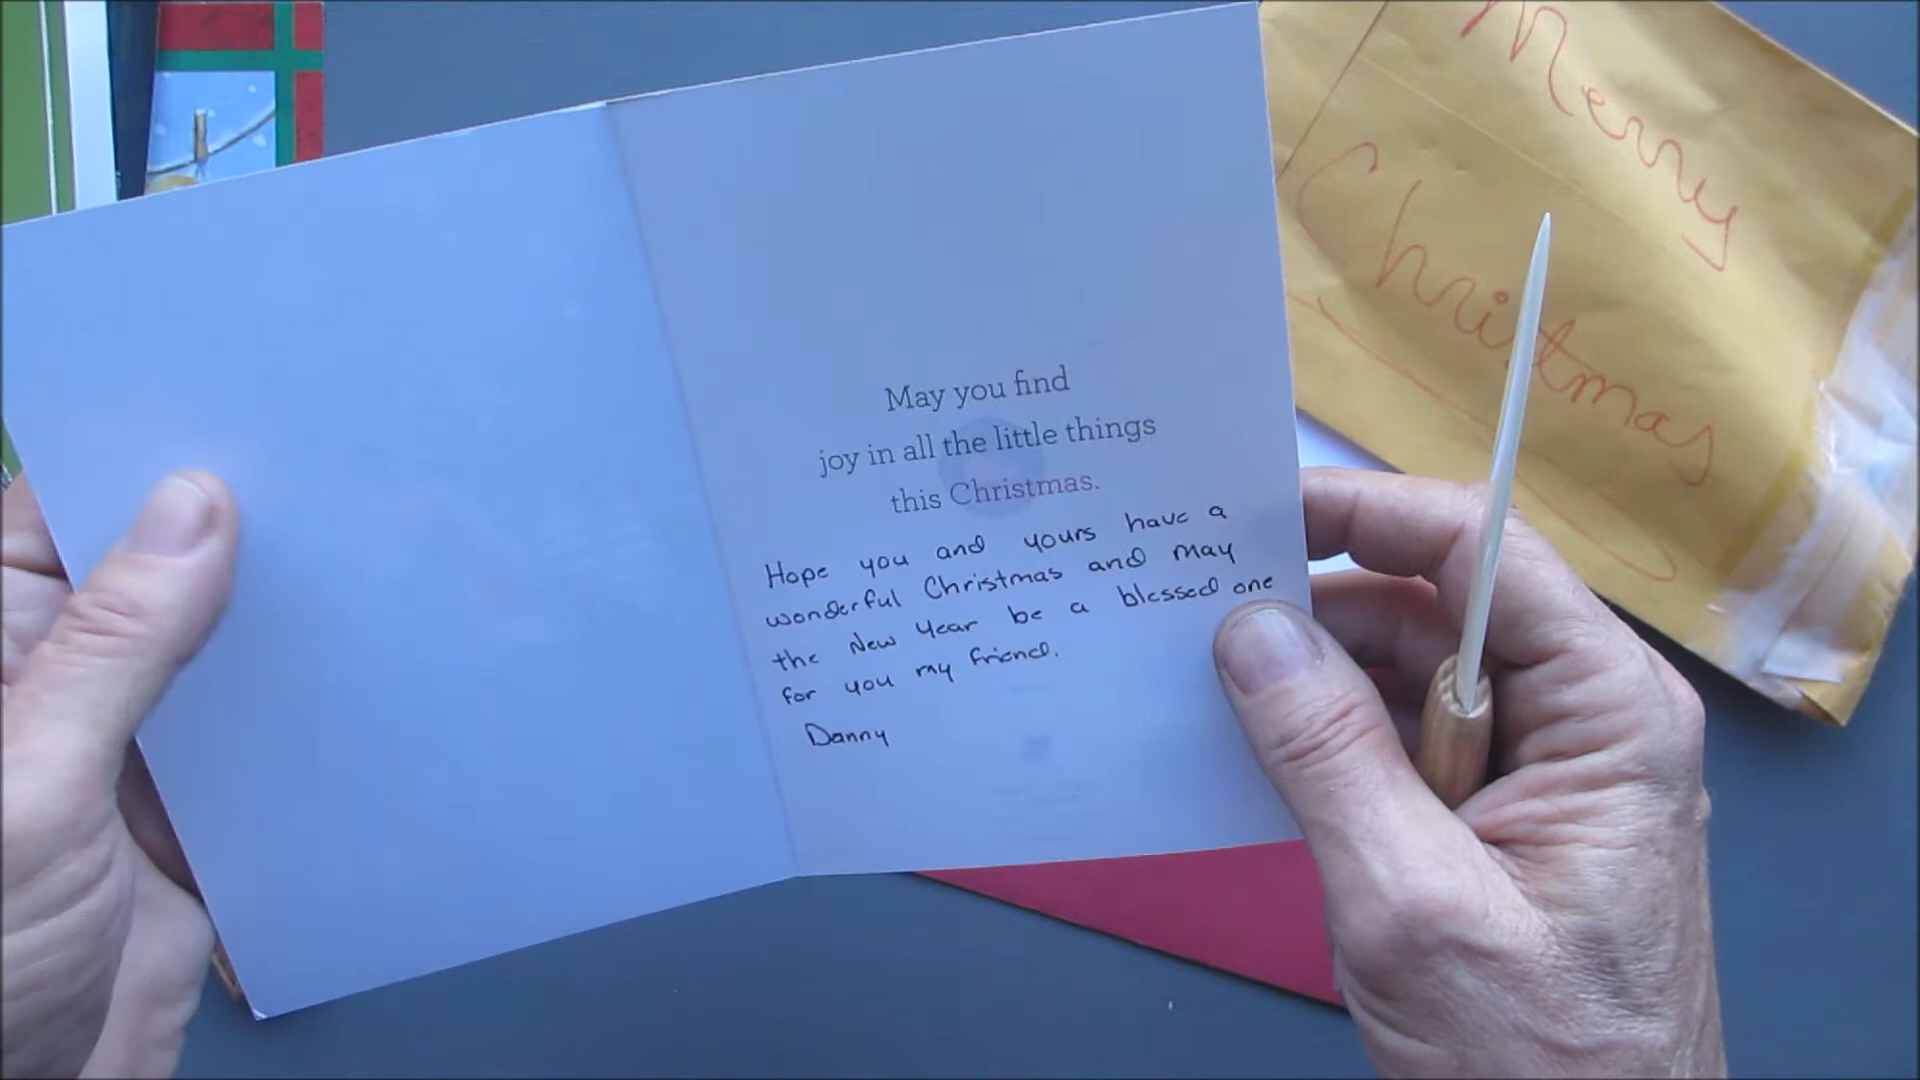 Merry
Christmas
May you find
joy in all the little things
this Christmas.
Hope you and yours have a
wonderful Christmas and may
the New Year be a blessed one
for you my friend.
Danny